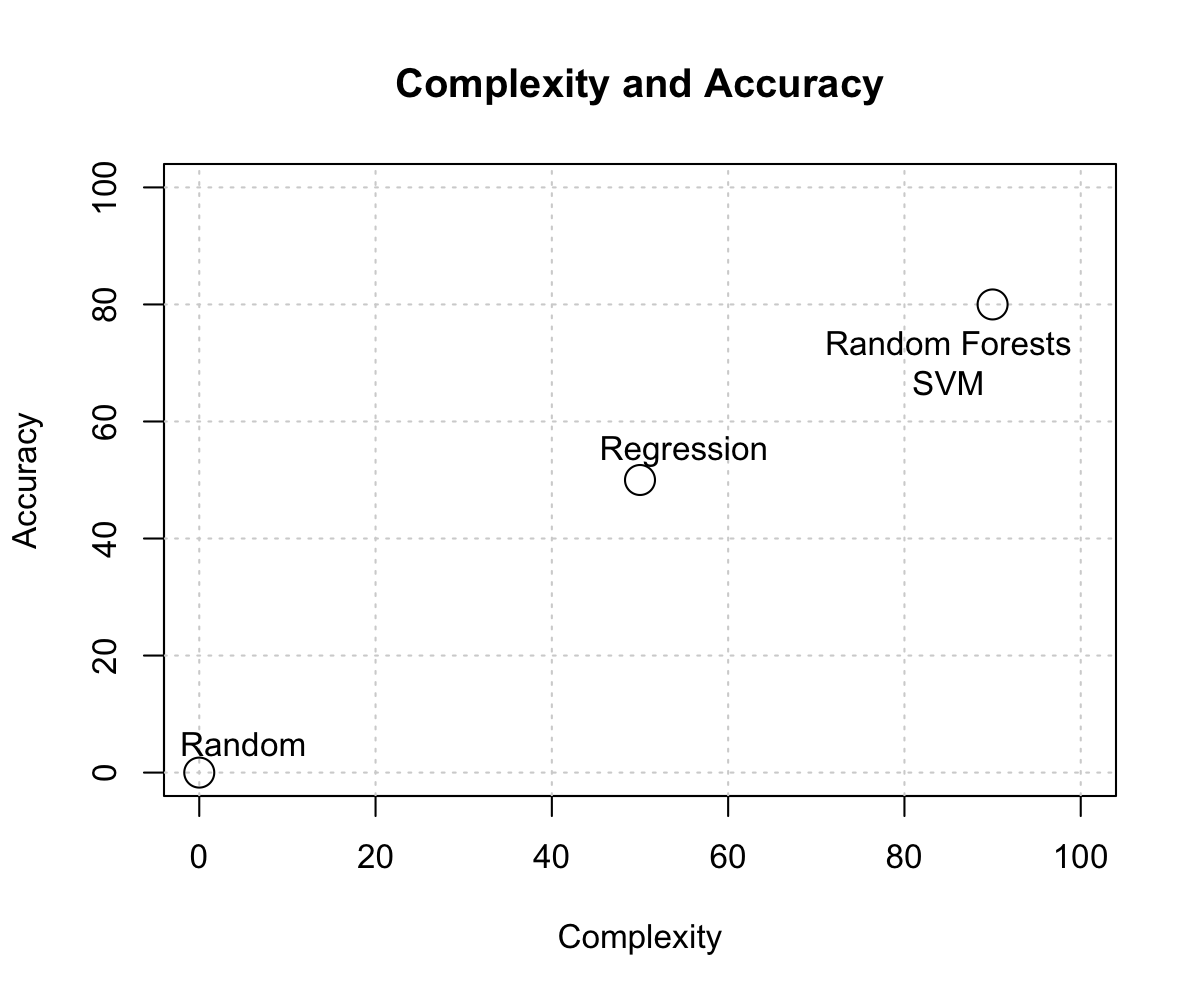 Complexity and Accuracy
100
80
60
40
20
0
Accuracy
Random Forests
SVM
Regression
Random
0 20 40 60 80 100
Complexity